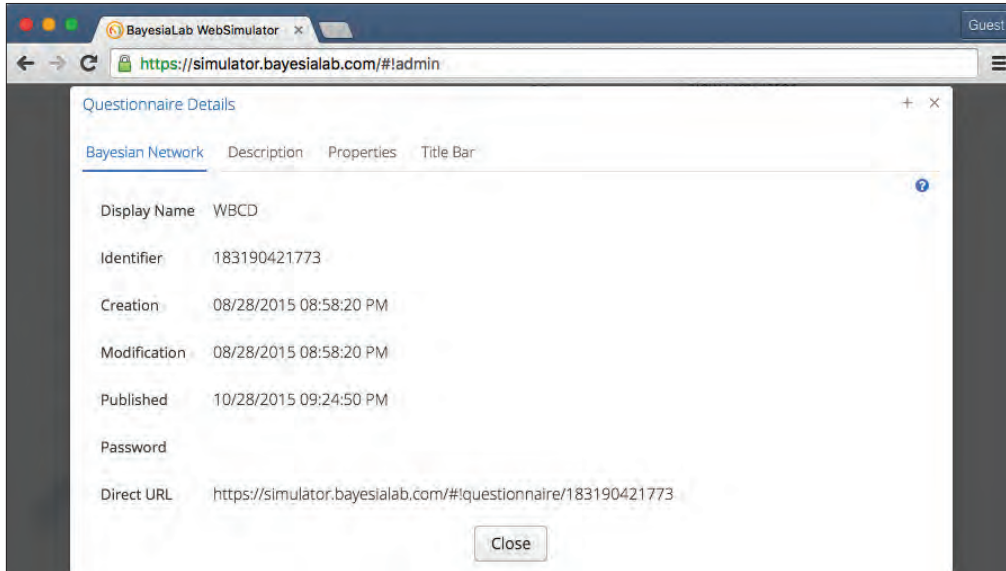 BayesiaLab WebSimulator
Guest
https://simulator.bayesialab.com/#!admin
Questionnaire Details
Bayesian Network Description Properties Title Bar
Display Name WBCD
Identifier 183190421773
Creation 08/28/2015 08:58:20 PM
Modification 08/28/2015 08:58:20 PM
Published 10/28/2015 09:24:50 PM
Password
Direct URL https://simulator.bayesialab.com/#!questionnaire/183190421773
Close